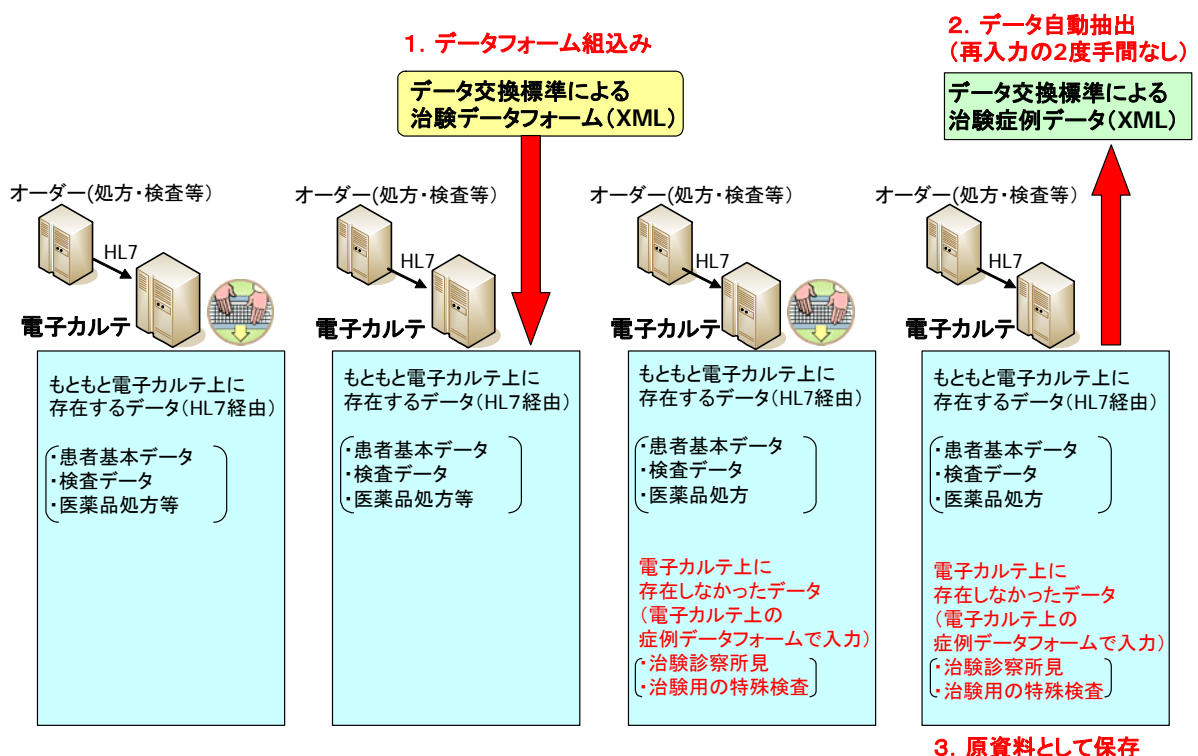 1．データフォーム組込み
データ交換標準による
治験データフォーム（XML）
2．データ自動抽出
（再入力の2度手間なし）
データ交換標準による
治験症例データ（XML）
オーダー(処方・検査等)
HL7
電子カルテ
もともと電子カルテ上に
存在するデータ（HL7経由）
・患者基本データ
・検査データ
・医薬品処方等
オーダー(処方・検査等)
HL7
電子カルテ
もともと電子カルテ上に
存在するデータ（HL7経由）
・患者基本データ
・検査データ
・医薬品処方等
オーダー(処方・検査等)
HL7
電子カルテ
もともと電子カルテ上に
存在するデータ（HL7経由）
・患者基本データ
・検査データ
・医薬品処方
電子カルテ上に
存在しなかったデータ
（電子カルテ上の
症例データフォームで入力）
・治験診察所見
・治験用の特殊検査
オーダー(処方・検査等)
HL7
電子カルテ
もともと電子カルテ上に
存在するデータ（HL7経由）
・患者基本データ
・検査データ
・医薬品処方
電子カルテ上に
存在しなかったデータ
（電子カルテ上の
症例データフォームで入力）
・治験診察所見
・治験用の特殊検査
3．原資料として保存